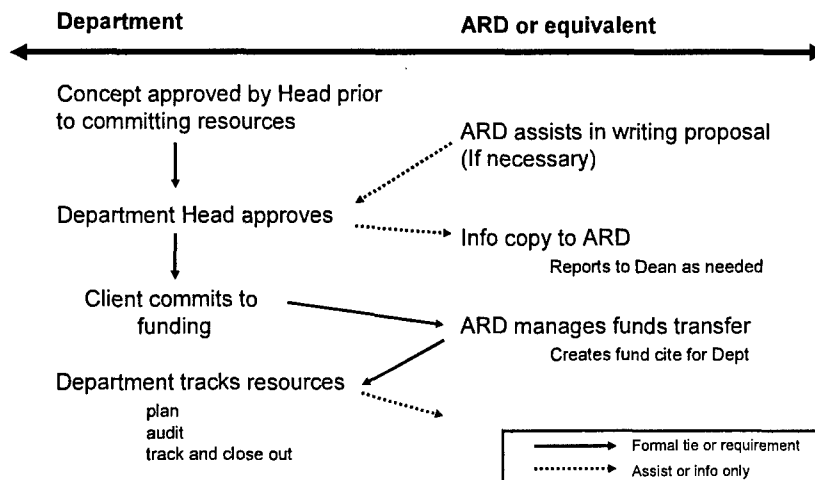 Department
ARD or equivalent
Concept approved by Head prior
to committing resources
ARD assists in writing proposal
(If necessary)
Department Head approves
Info copy to ARD
Reports to Dean as needed
Client commits to
funding
ARD manages funds transfer
Creates fund cite for Dept
Department tracks resources
plan
audit
track and close out
Formal tie or requirement
Assist or info only